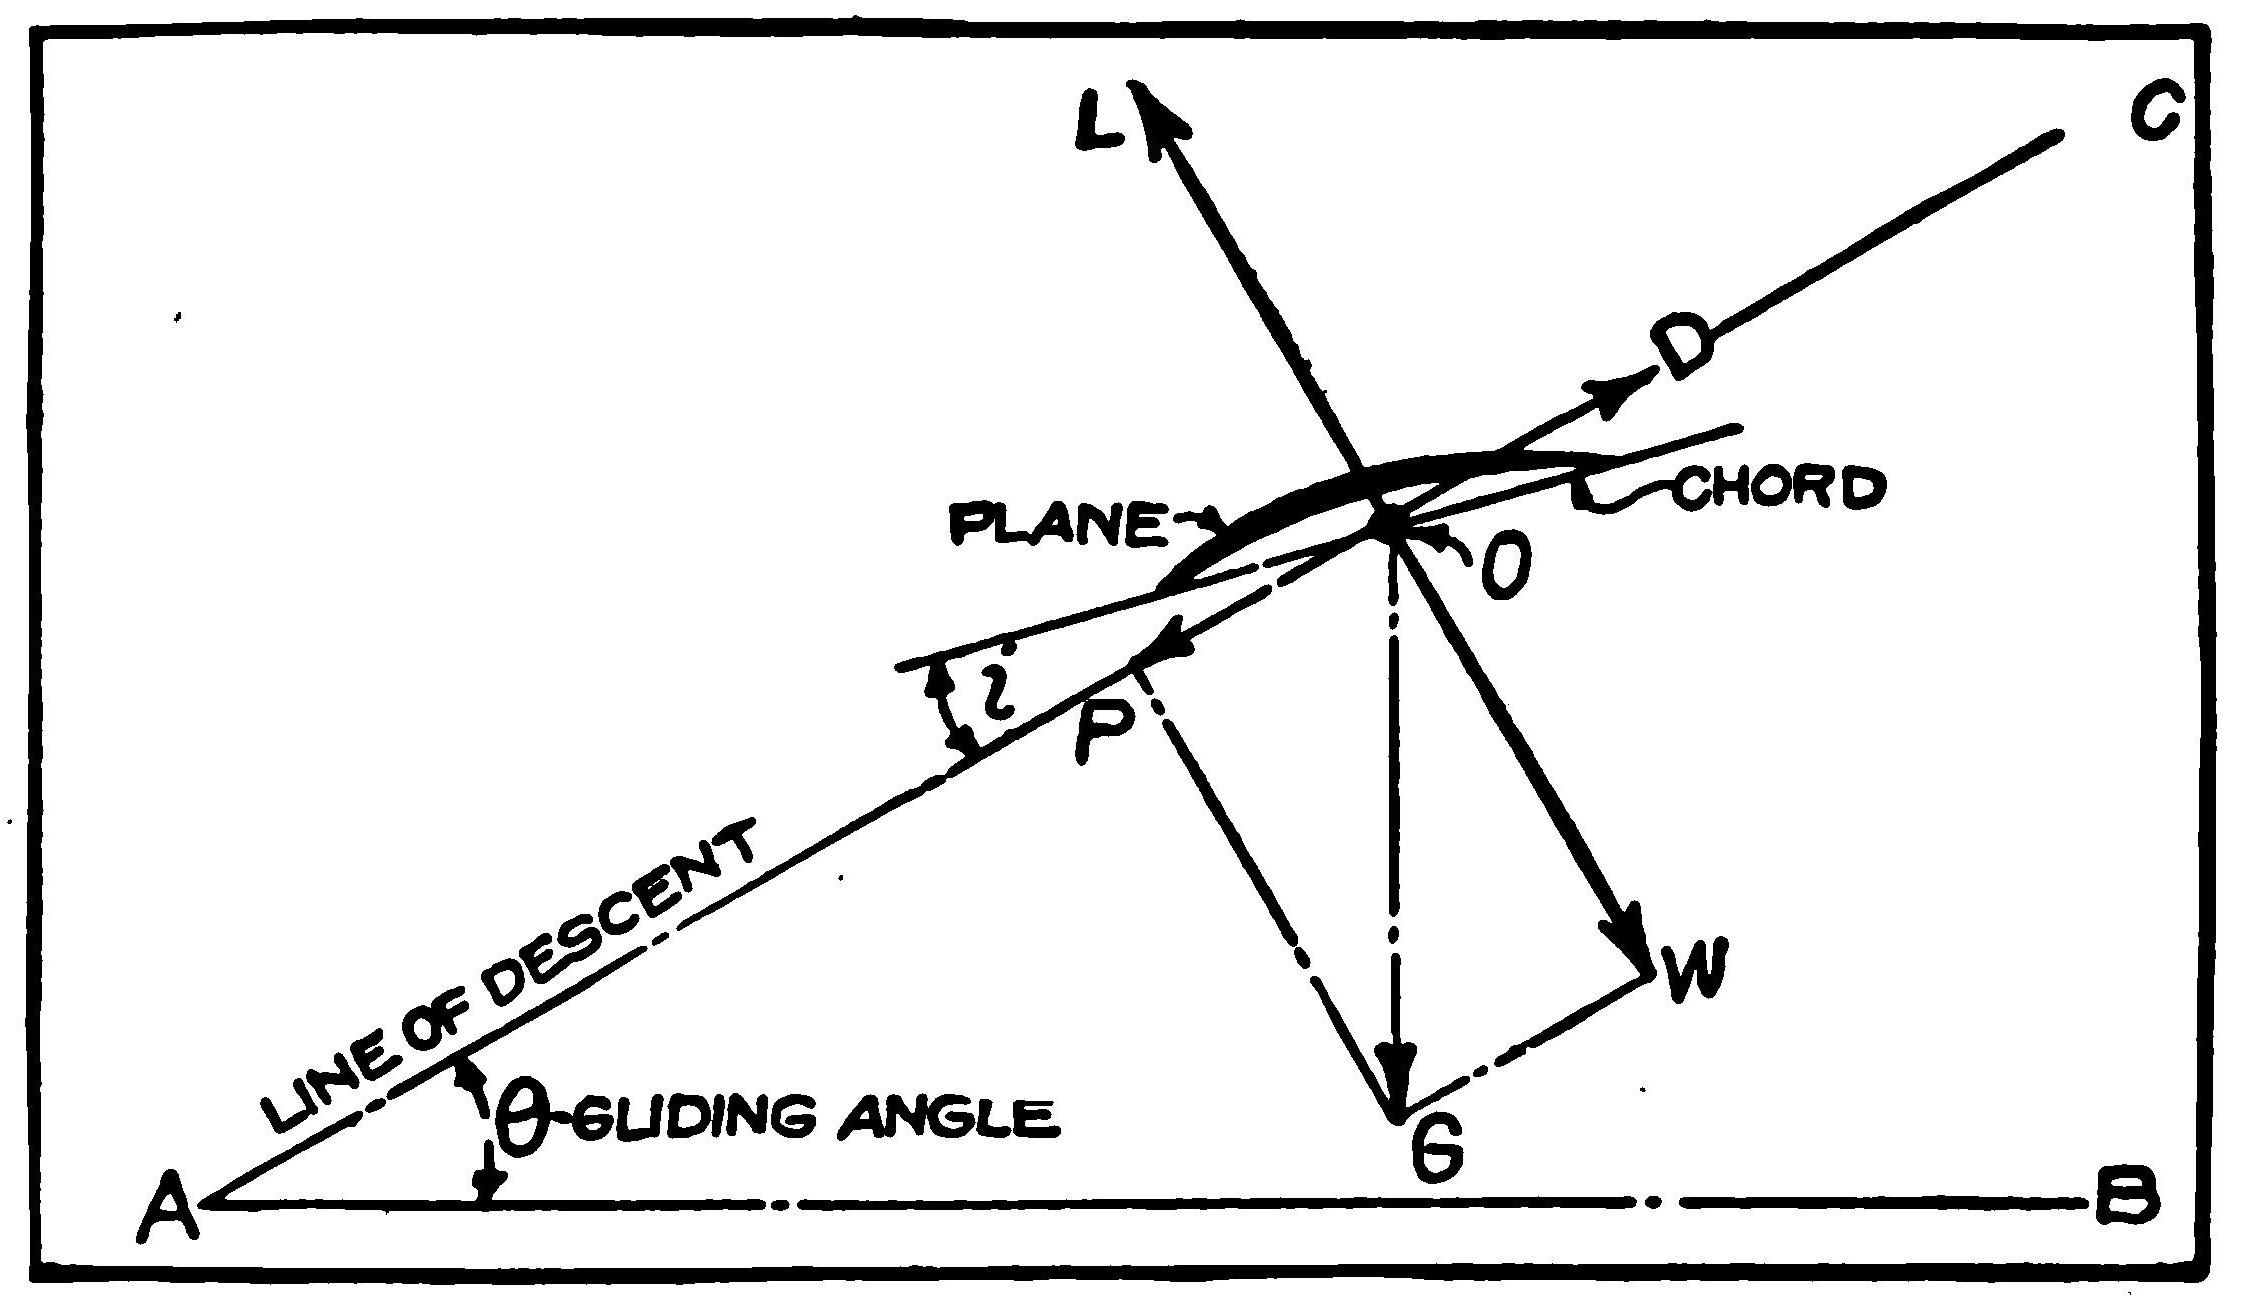 L
C
D
PLANE
CHORD
O
i
P
LINE OF DESCENT
W
θ-GLIDING ANGLE
G
A
B